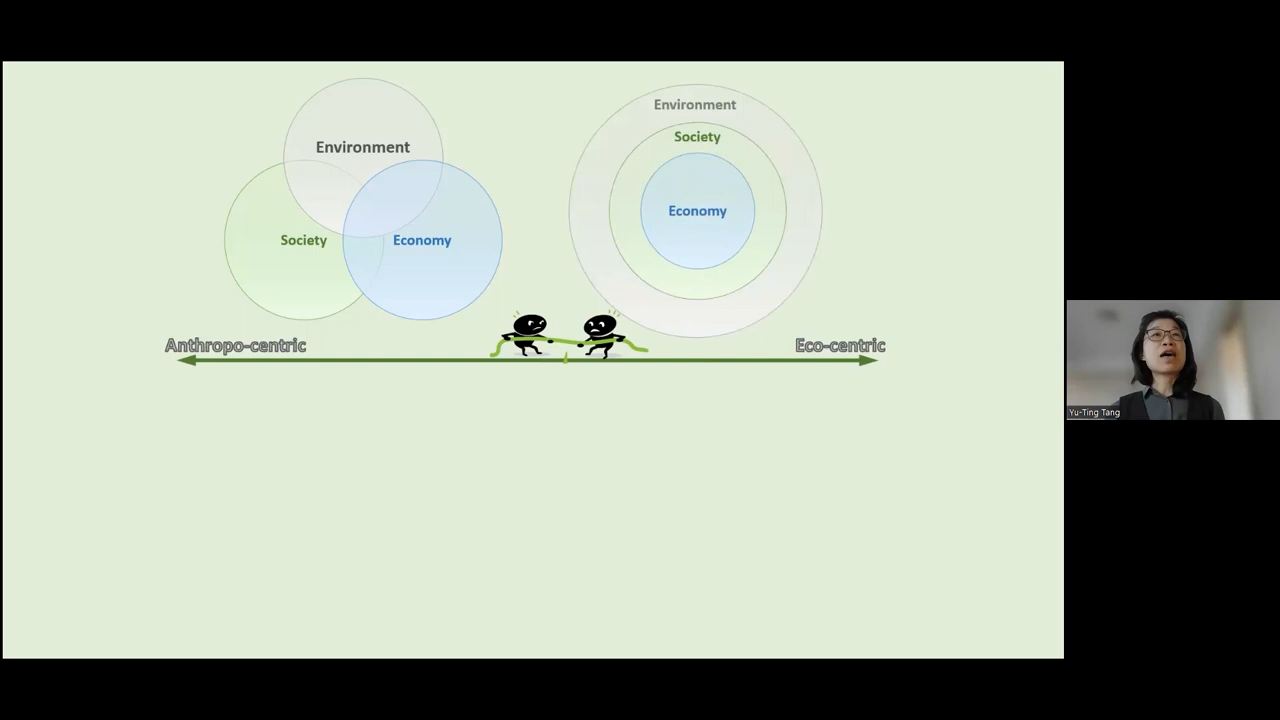 Environment
Society
Economy
Environment
Society
Economy
Anthropo-centric
Eco-centric
Yu-Ting Tang